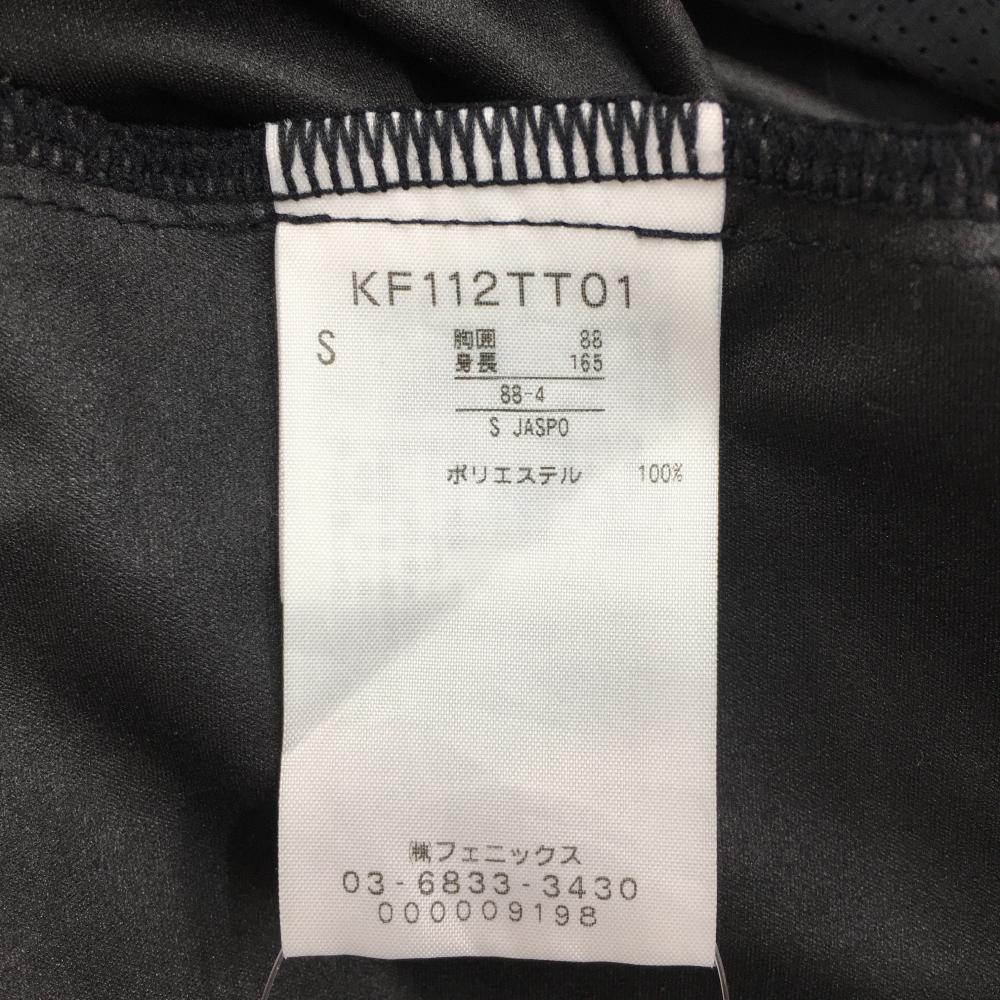 KF112TT01
S 胸囲 88
身長 165
88-4
S JASPO
ポリエステル 100%
㈱フェニックス
03-6833-3430
000009198